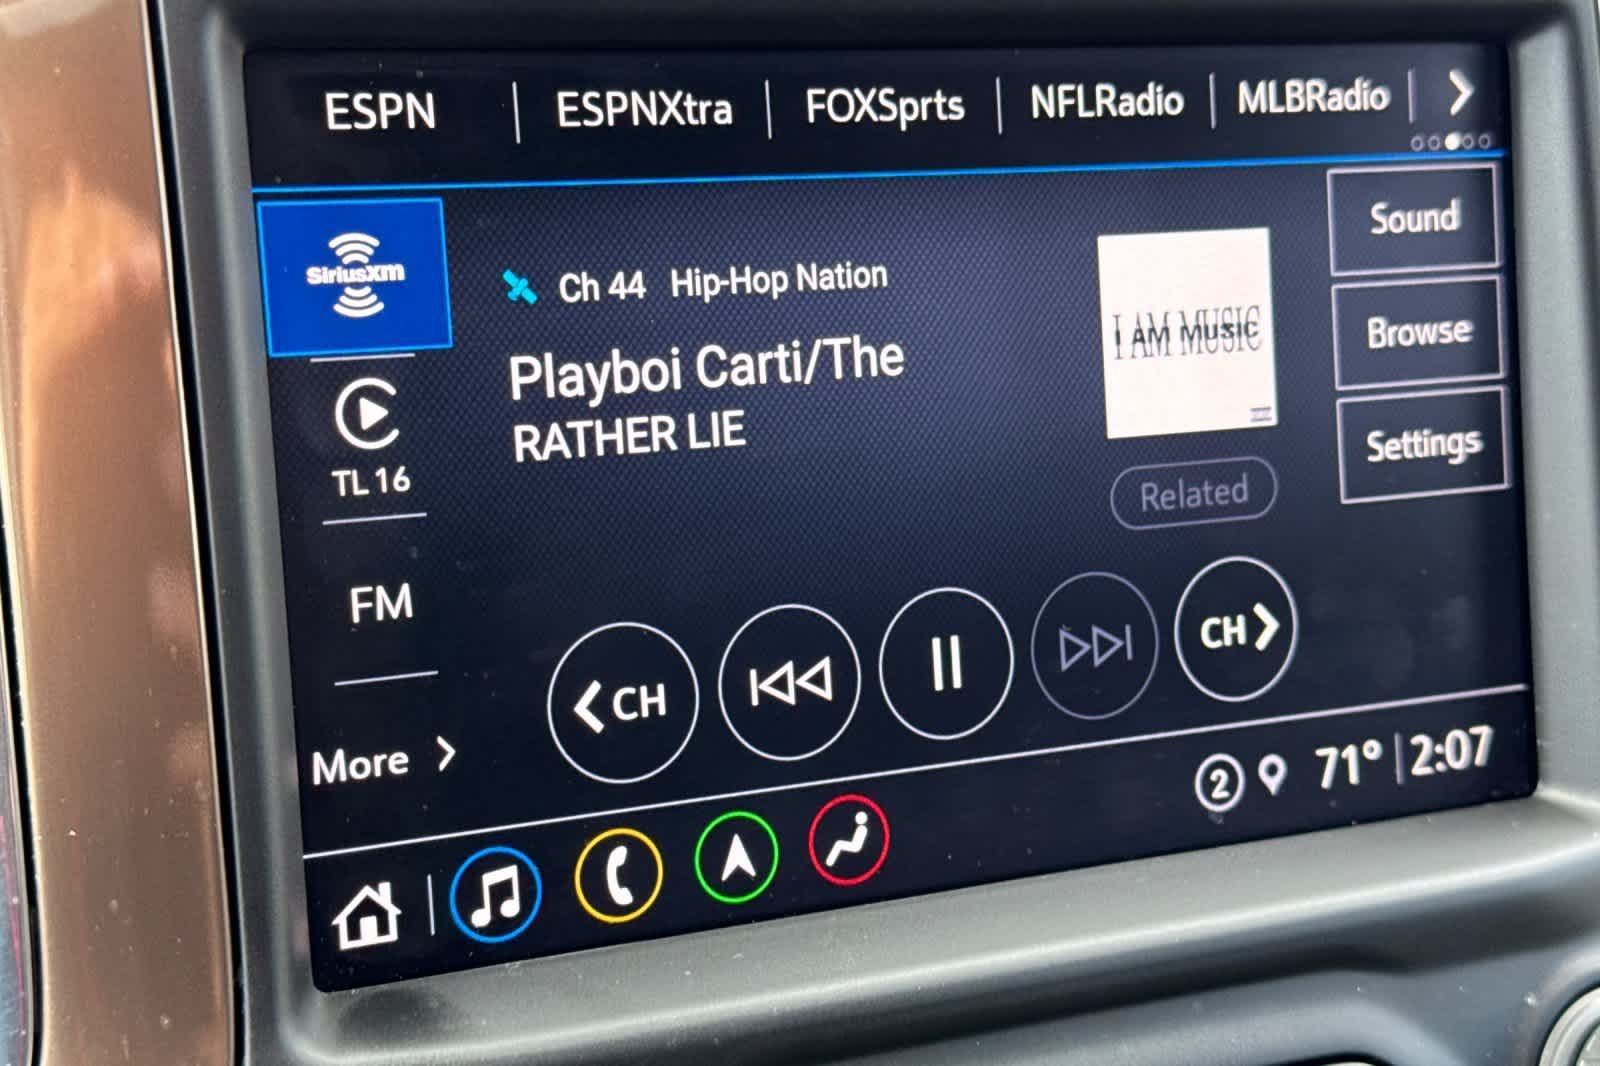 ESPN
ESPNXtra
FOXSprts
NFLRadio
MLBRadio
SiriusXM
Ch 44 Hip-Hop Nation
Playboi Carti/The
RATHER LIE
I AM MUSIC
Related
Sound
Browse
Settings
TL 16
FM
More
CH
CH
2
71° 2:07